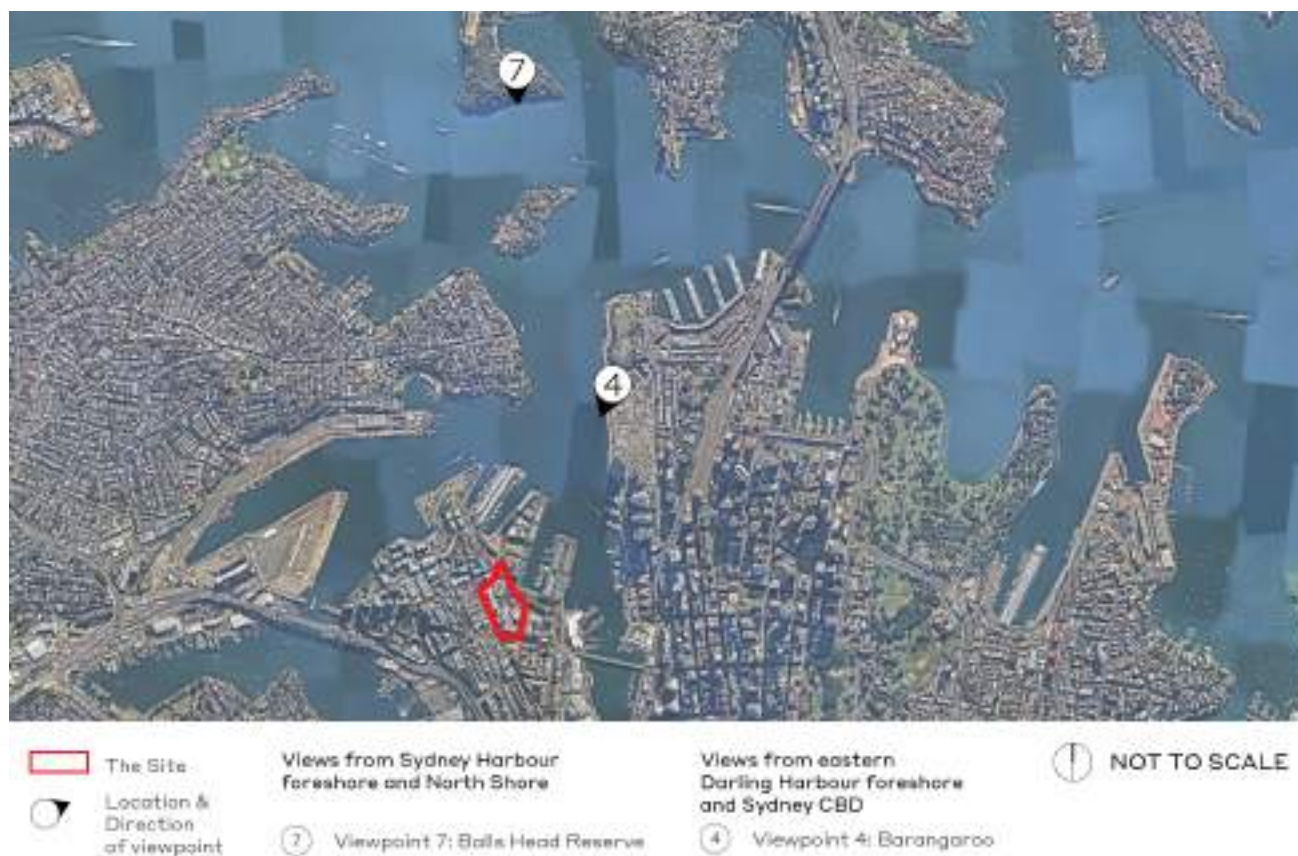 7
4
The Site
Location &
Direction
of viewpoint
Views from Sydney Harbour
foreshore and North Shore
7 Viewpoint 7: Balls Head Reserve
Views from eastern
Darling Harbour foreshore
and Sydney CBD
4 Viewpoint 4: Barangaroo
NOT TO SCALE